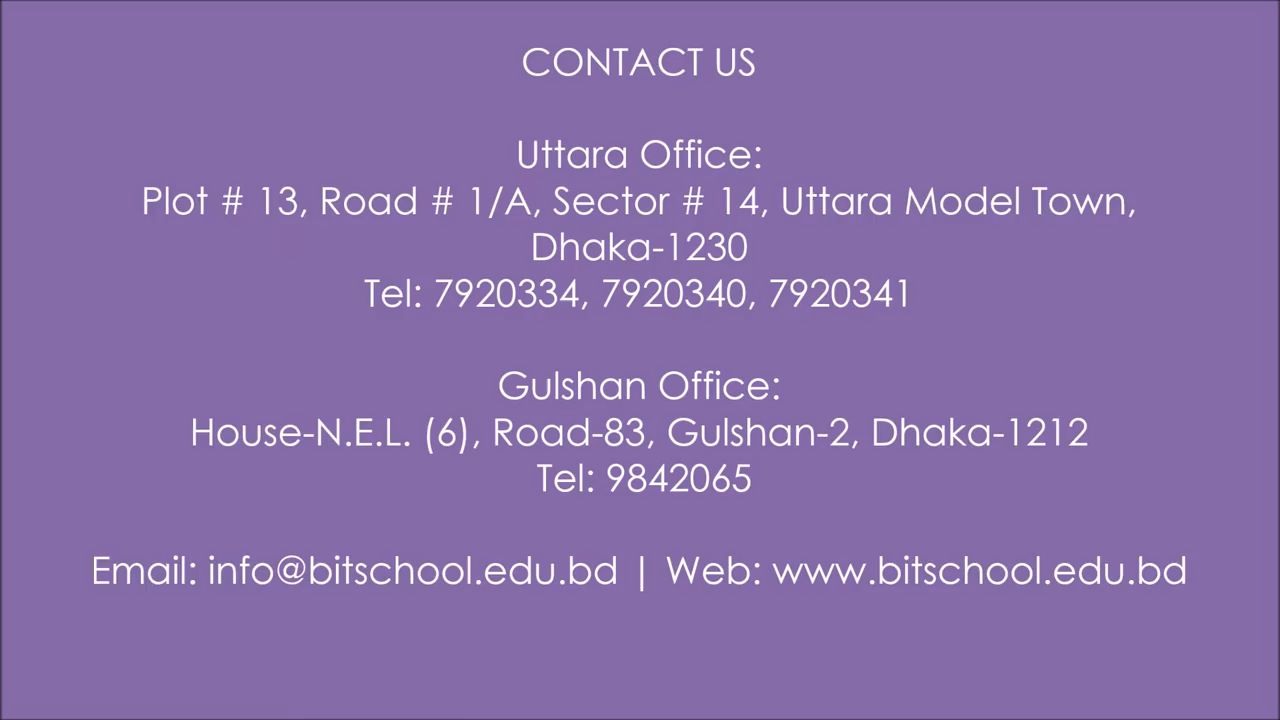 CONTACT US
Uttara Office:
Plot # 13, Road # 1/A, Sector # 14, Uttara Model Town,
Dhaka-1230
Tel: 7920334, 7920340, 7920341
Gulshan Office:
House-N.E.L. (6), Road-83, Gulshan-2, Dhaka-1212
Tel: 9842065
Email: info@bitschool.edu.bd | Web: www.bitschool.edu.bd